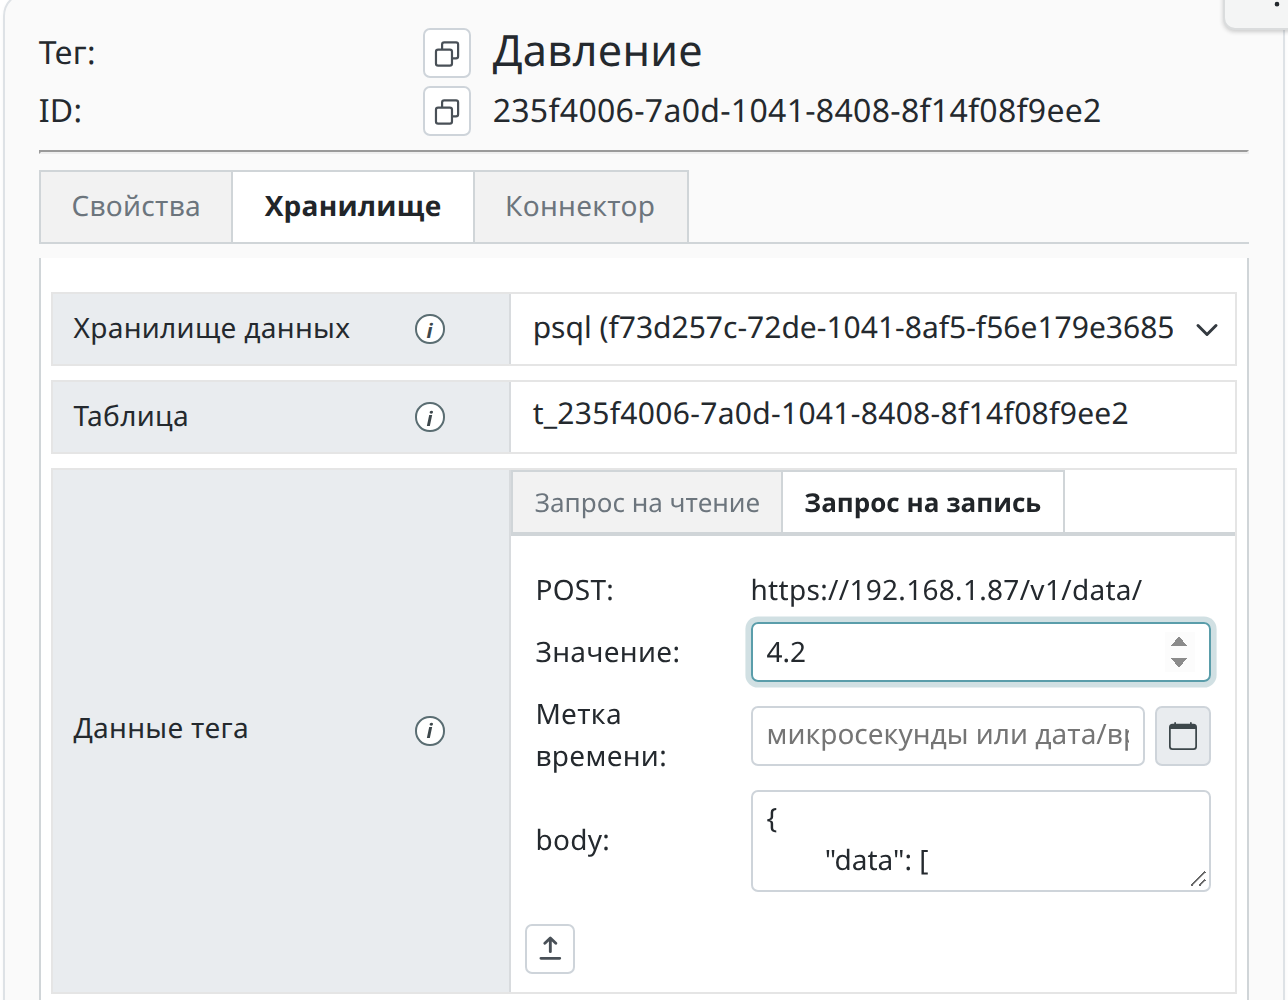 Тег:
Давление
ID:
235f4006-7a0d-1041-8408-8f14f08f9ee2
Свойства
Хранилище
Коннектор
Хранилище данных
psql (f73d257c-72de-1041-8af5-f56e179e3685
Таблица
t_235f4006-7a0d-1041-8408-8f14f08f9ee2
Данные тега
Запрос на чтение
Запрос на запись
POST:
https://192.168.1.87/v1/data/
Значение:
4.2
Метка
времени:
микросекунды или дата/вр
body:
{
"data": [